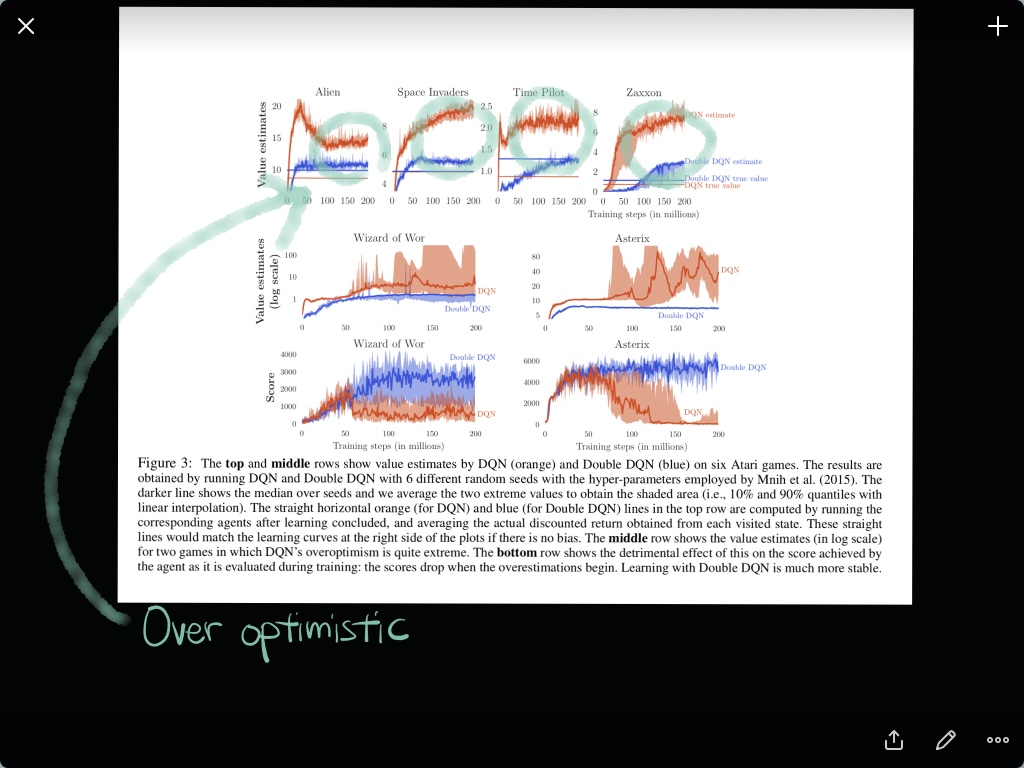 Alien Space Invaders Time Pilot Zaxxon
Value estimates
20
15
10
0 50 100 150 200
8
6
4
0 50 100 150 200
2.5
2.0
1.5
1.0
0 50 100 150 200
8
6
4
2
0
0 50 100 150 200
DQN estimate
Double DQN estimate
Double DQN true value
DQN true value
Training steps (in millions)
Wizard of Wor Asterix
Value estimates
(log scale)
100
10
1
0 50 100 150 200
DQN
Double DQN
80
40
20
10
5
0 50 100 150 200
DQN
Double DQN
Wizard of Wor Asterix
Score
4000
3000
2000
1000
0
50 100 150 200
Double DQN
DQN
Training steps (in millions)
6000
4000
2000
0
0 50 100 150 200
Double DQN
DQN
Training steps (in millions)
Figure 3: The top and middle rows show value estimates by DQN (orange) and Double DQN (blue) on six Atari games. The results are
obtained by running DQN and Double DQN with 6 different random seeds with the hyper-parameters employed by Mnih et al. (2015). The
darker line shows the median over seeds and we average the two extreme values to obtain the shaded area (i.e., 10% and 90% quantiles with
linear interpolation). The straight horizontal orange (for DQN) and blue (for Double DQN) lines in the top row are computed by running the
corresponding agents after learning concluded, and averaging the actual discounted return obtained from each visited state. These straight
lines would match the learning curves at the right side of the plots if there is no bias. The middle row shows the value estimates (in log scale)
for two games in which DQN's overoptimism is quite extreme. The bottom row shows the detrimental effect of this on the score achieved by
the agent as it is evaluated during training: the scores drop when the overestimations begin. Learning with Double DQN is much more stable.
Over optimistic